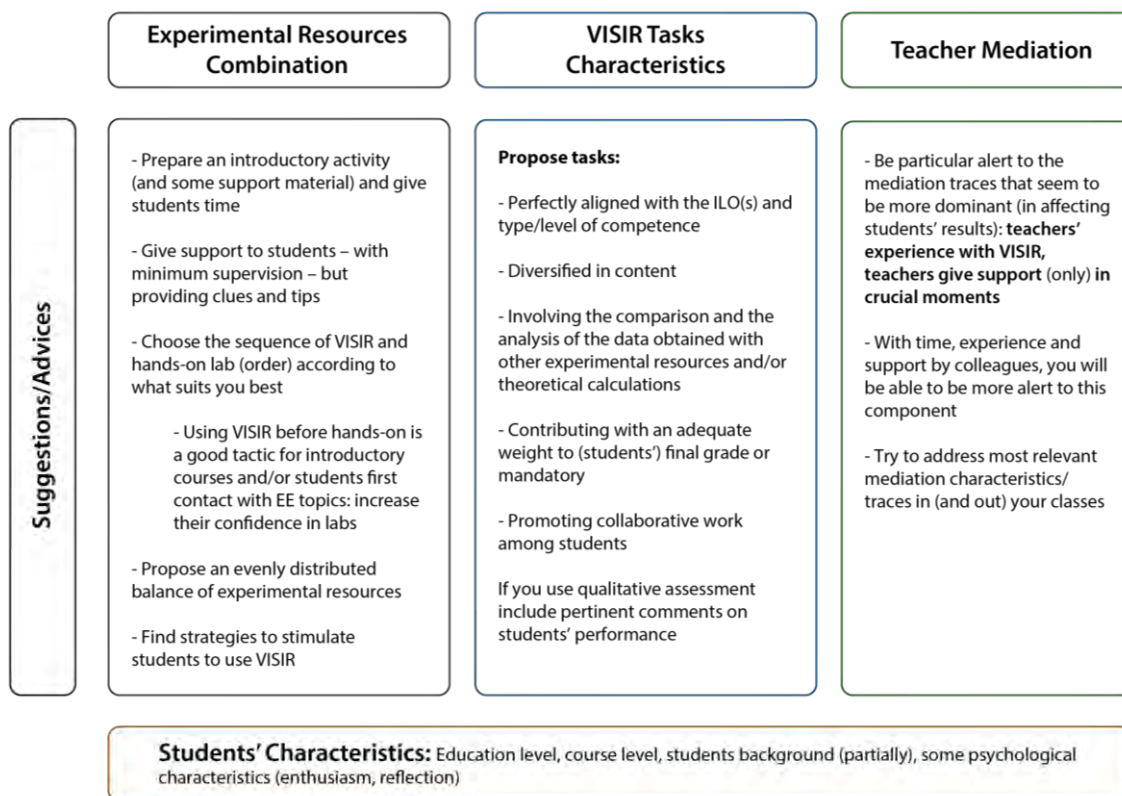 Experimental Resources
Combination
VISIR Tasks
Characteristics
Teacher Mediation
Suggestions/Advices
- Prepare an introductory activity
(and some support material) and give
students time
- Give support to students – with
minimum supervision – but
providing clues and tips
- Choose the sequence of VISIR and
hands-on lab (order) according to
what suits you best
- Using VISIR before hands-on is
a good tactic for introductory
courses and/or students first
contact with EE topics: increase
their confidence in labs
- Propose an evenly distributed
balance of experimental resources
- Find strategies to stimulate
students to use VISIR
Propose tasks:
- Perfectly aligned with the ILO(s) and
type/level of competence
- Diversified in content
- Involving the comparison and the
analysis of the data obtained with
other experimental resources and/or
theoretical calculations
- Contributing with an adequate
weight to (students') final grade or
mandatory
- Promoting collaborative work
among students
If you use qualitative assessment
include pertinent comments on
students' performance
- Be particular alert to the
mediation traces that seem to
be more dominant (in affecting
students' results): teachers'
experience with VISIR,
teachers give support (only) in
crucial moments
- With time, experience and
support by colleagues, you will
be able to be more alert to this
component
- Try to address most relevant
mediation characteristics/
traces in (and out) your classes
Students' Characteristics: Education level, course level, students background (partially), some psychological
characteristics (enthusiasm, reflection)